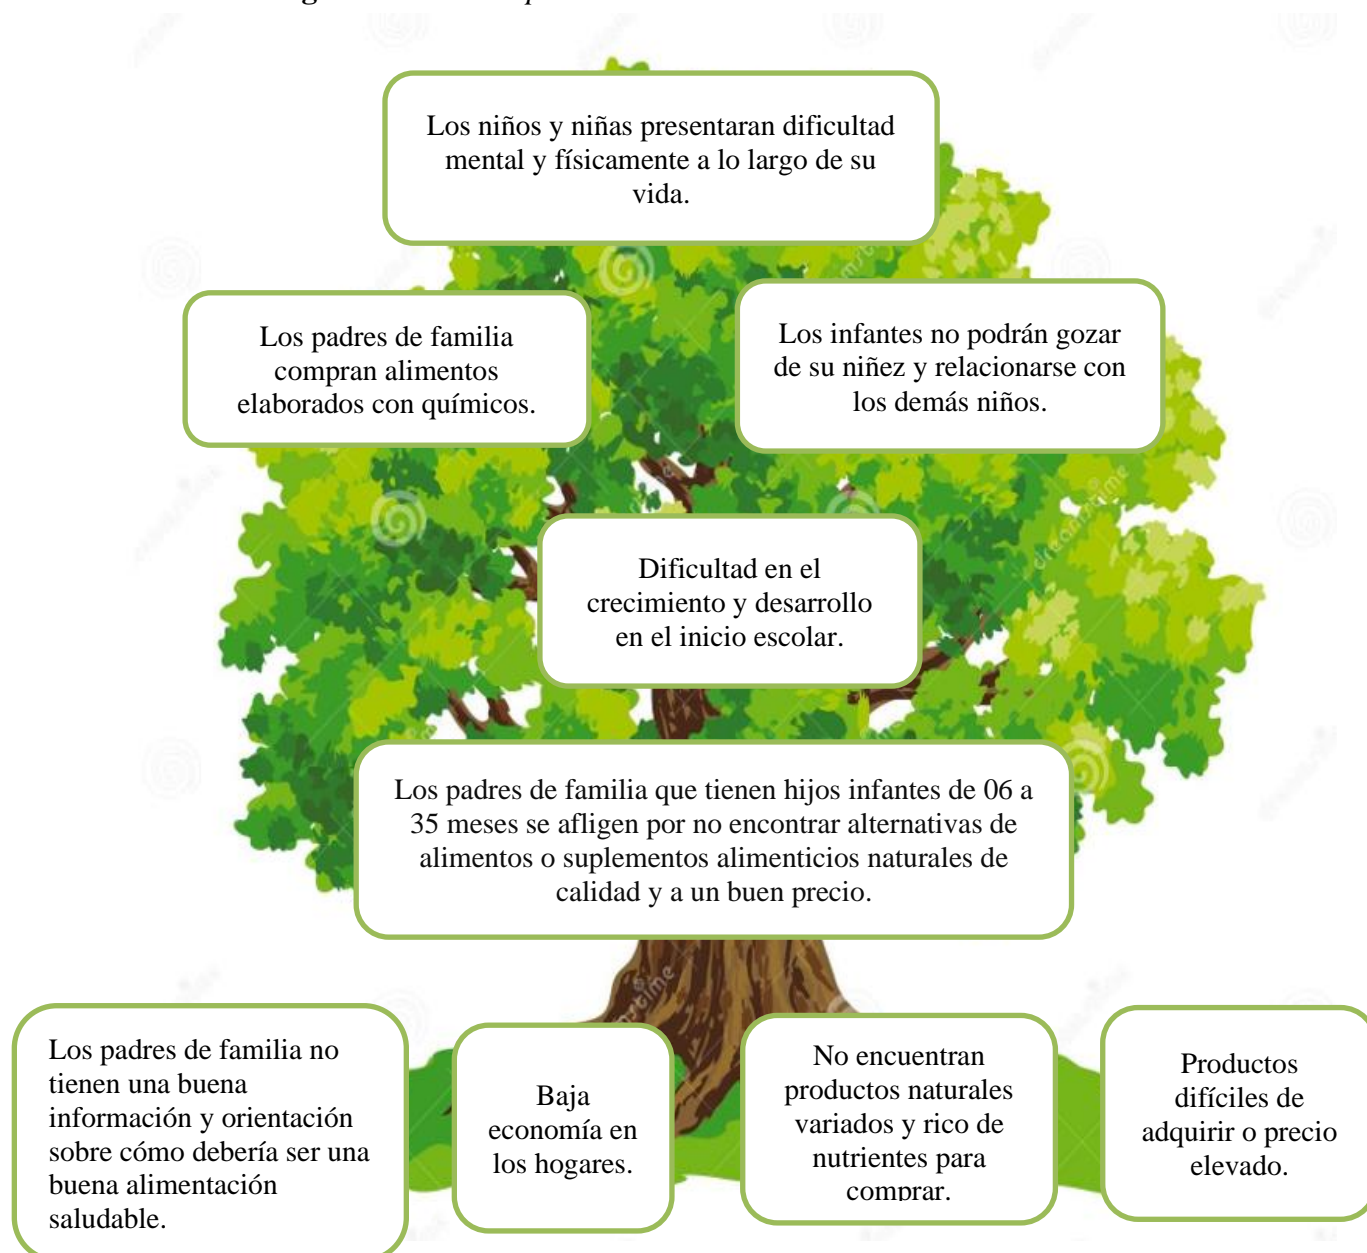 Los niños y niñas presentaran dificultad
mental y físicamente a lo largo de su
vida.
Los padres de familia
compran alimentos
elaborados con químicos.
Los infantes no podrán gozar
de su niñez y relacionarse con
los demás niños.
Dificultad en el
crecimiento y desarrollo
en el inicio escolar.
Los padres de familia que tienen hijos infantes de 06 a
35 meses se afligen por no encontrar alternativas de
alimentos o suplementos alimenticios naturales de
calidad y a un buen precio.
Los padres de familia no
tienen una buena
información y orientación
sobre cómo debería ser una
buena alimentación
saludable.
Baja
economía en
los hogares.
No encuentran
productos naturales
variados y rico de
nutrientes para
comprar.
Productos
difíciles de
adquirir o precio
elevado.
dreamstime